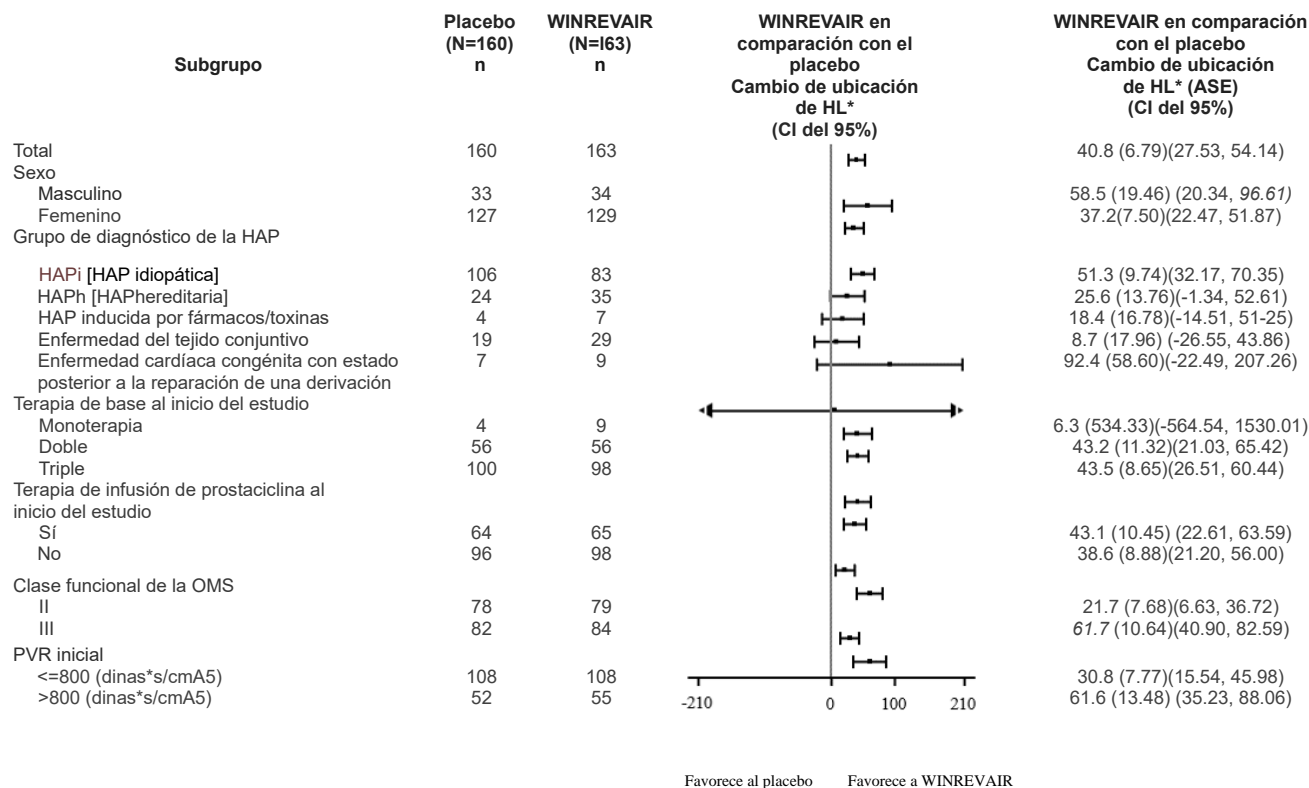 Subgrupo
Placebo
(N=160)
n
WINREVAIR
(N=l63)
n
WINREVAIR en
comparación con el
placebo
Cambio de ubicación
de HL*
(CI del 95%)
WINREVAIR en comparación
con el placebo
Cambio de ubicación
de HL* (ASE)
(CI del 95%)
Total 160 163 40.8 (6.79)(27.53, 54.14)
Sexo
Masculino 33 34 58.5 (19.46) (20.34, 96.61)
Femenino 127 129 37.2(7.50)(22.47, 51.87)
Grupo de diagnóstico de la HAP
HAPi [HAP idiopática] 106 83 51.3 (9.74)(32.17, 70.35)
HAPh [HAPhereditaria] 24 35 25.6 (13.76)(-1.34, 52.61)
HAP inducida por fármacos/toxinas 4 7 18.4 (16.78)(-14.51, 51-25)
Enfermedad del tejido conjuntivo 19 29 8.7 (17.96) (-26.55, 43.86)
Enfermedad cardíaca congénita con estado 7 9 92.4 (58.60)(-22.49, 207.26)
posterior a la reparación de una derivación
Terapia de base al inicio del estudio
Monoterapia 4 9 6.3 (534.33)(-564.54, 1530.01)
Doble 56 56 43.2 (11.32)(21.03, 65.42)
Triple 100 98 43.5 (8.65)(26.51, 60.44)
Terapia de infusión de prostaciclina al
inicio del estudio
Sí 64 65 43.1 (10.45) (22.61, 63.59)
No 96 98 38.6 (8.88)(21.20, 56.00)
Clase funcional de la OMS
II 78 79 21.7 (7.68)(6.63, 36.72)
III 82 84 61.7 (10.64)(40.90, 82.59)
PVR inicial
<=800 (dinas*s/cmA5) 108 108 30.8 (7.77)(15.54, 45.98)
>800 (dinas*s/cmA5) 52 55 61.6 (13.48) (35.23, 88.06)
-210 0 100 210
Favorece al placebo Favorece a WINREVAIR